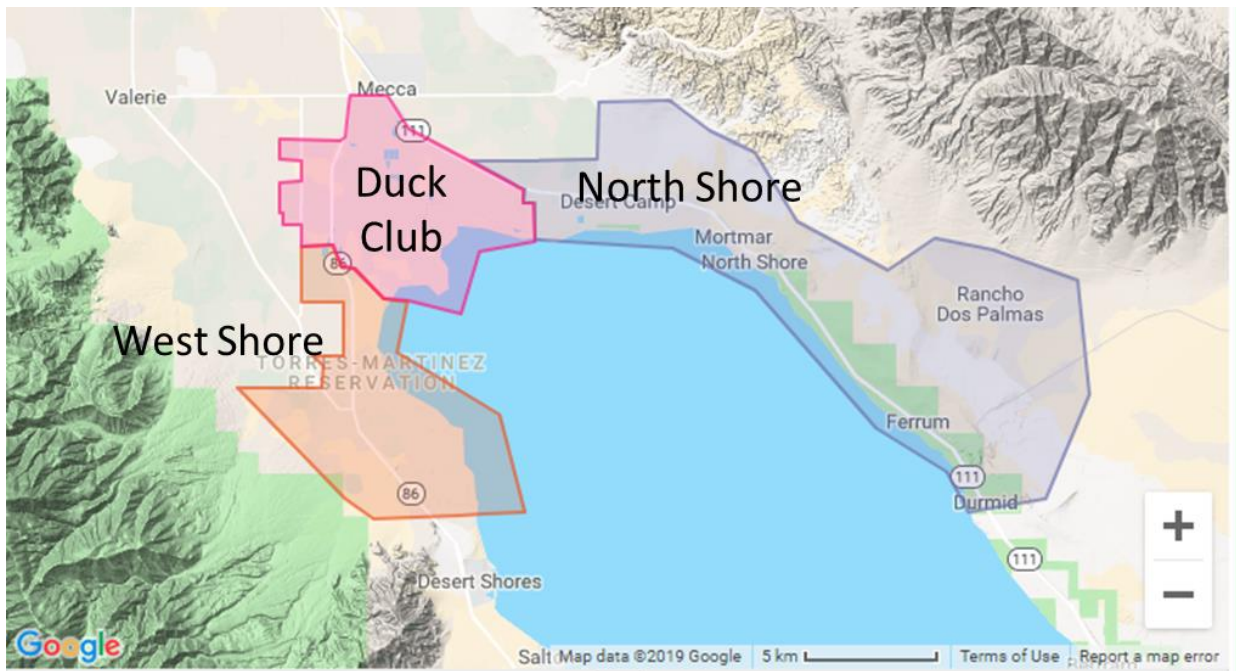 Valerie
Mecca
111
Duck
Club
North Shore
Desert Camp
Mortmar
North Shore
86
Rancho
Dos Palmas
West Shore
TORRES-MARTINEZ
RESERVATION
Ferrum
111
86
Durmid
+
111
Desert Shores
−
Google
Map data ©2019 Google
5 km
Terms of Use
Report a map error